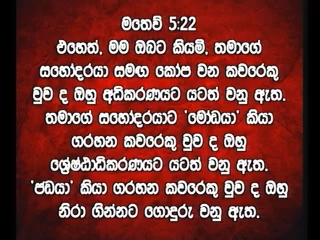 මතෙව් 5:22
එහෙත්, මම ඔබට කියමි, තමාගේ
සහෝදරයා සමඟ කෝප වන කවරෙකු
වුව ද ඔහු අධිකරණයට යටත් වනු ඇත.
තමාගේ සහෝදරයාට 'මෝඩයා' කියා
ගරහන කවරෙකු වුව ද ඔහු
ශ්‍රේෂ්ඨාධිකරණයට යටත් වනු ඇත.
'ජඩයා' කියා ගරහන කවරෙකු වුව ද ඔහු
නිරා ගින්නට ගොදුරු වනු ඇත.